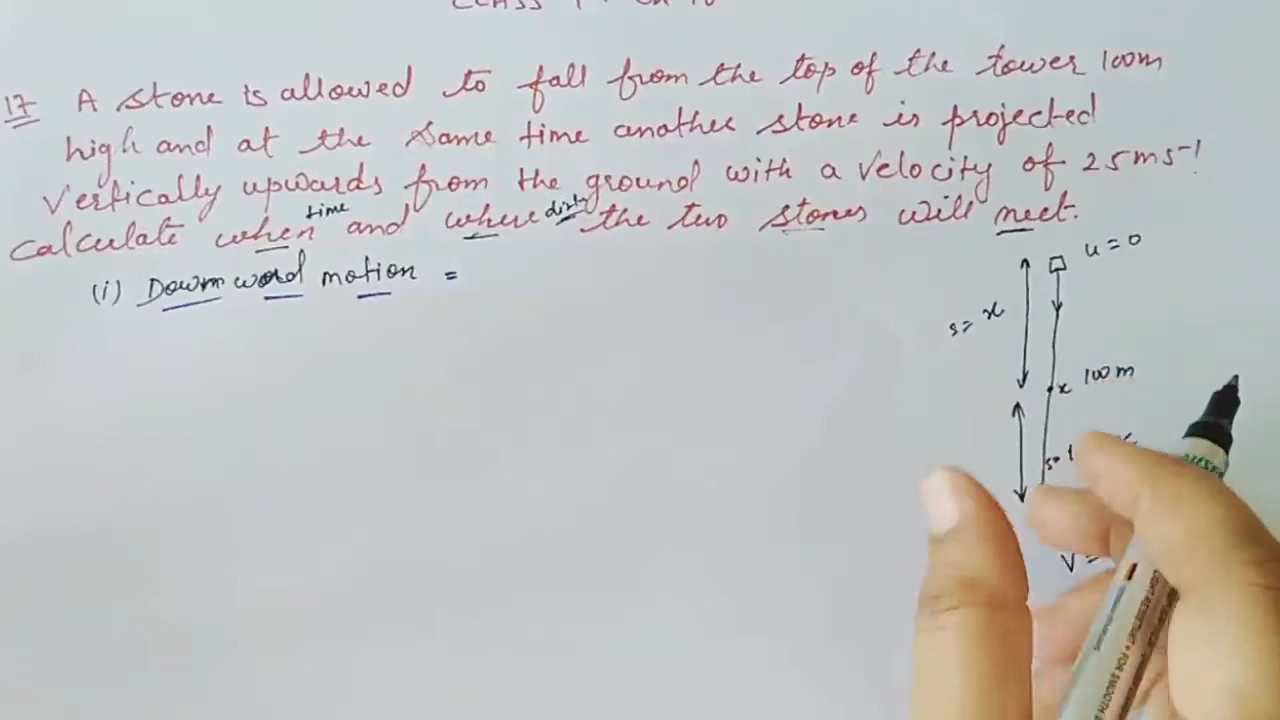 17 A stone is allowed to fall from the top of the tower 100m
high and at the same time another stone is projected
vertically upwards from the ground with a velocity of 25ms-1
time
Calculate when and where the two stones will meet.
(i) Downword motion =
u = 0
s= x
x 100m